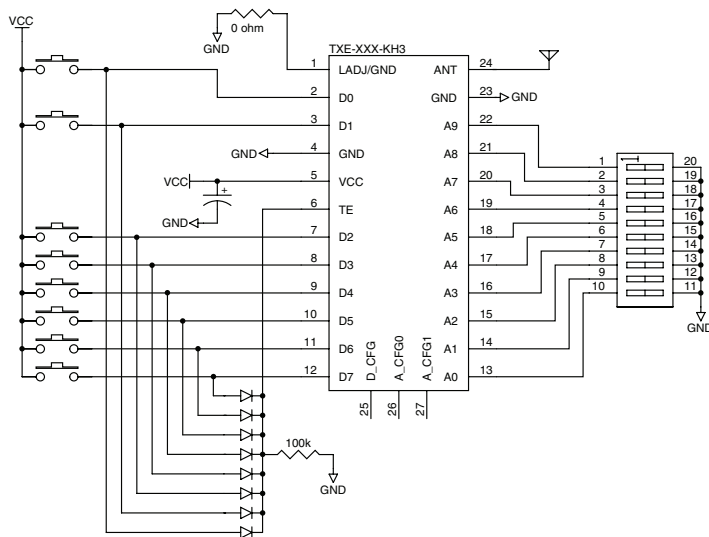 VCC
0 ohm
GND
TXE-XXX-KH3
1 LADJ/GND ANT 24
2 D0 GND 23 GND
3 D1 A9 22
GND 4 GND A8 21
VCC 5 VCC A7 20
+
GND
6 TE A6 19
7 D2 A5 18
8 D3 A4 17
9 D4 A3 16
10 D5 A2 15
11 D6 A1 14
12 D7 A0 13
D_CFG A_CFG0 A_CFG1
25 26 27
1 20
2 19
3 18
4 17
5 16
6 15
7 14
8 13
9 12
10 11
GND
100k
GND